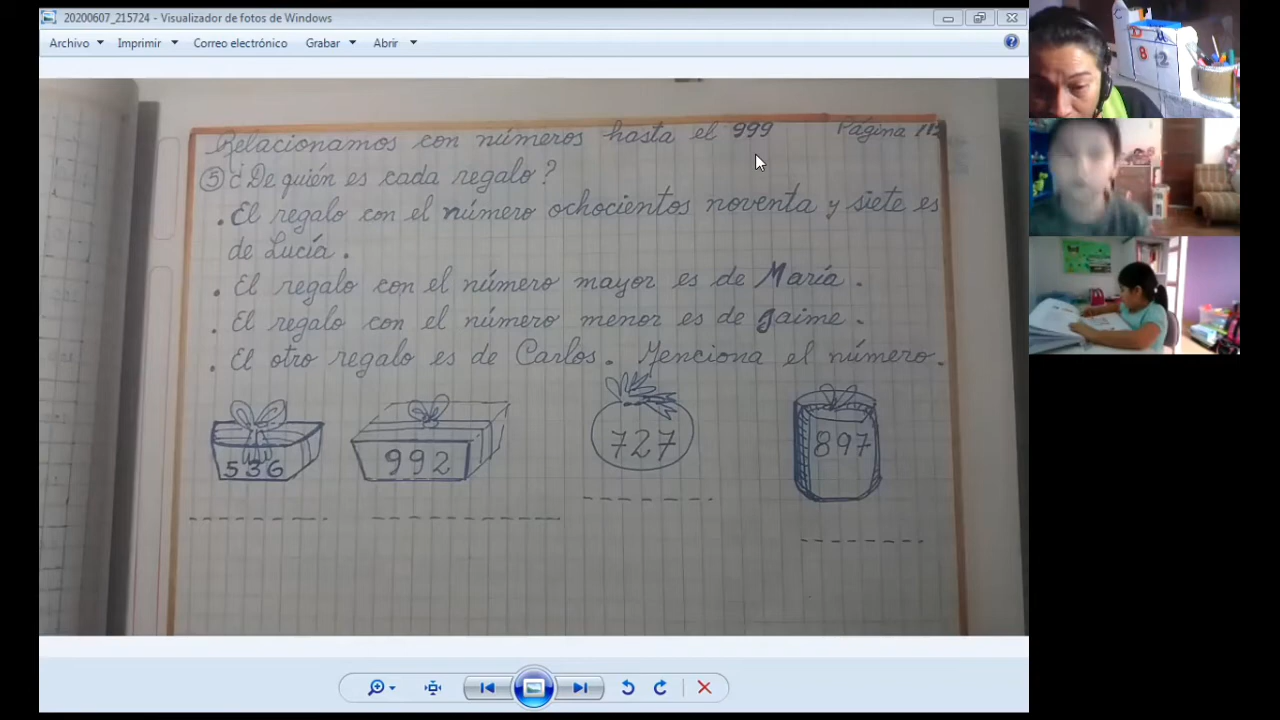 20200607_215724 - Visualizador de fotos de Windows
Archivo Imprimir Correo electrónico Grabar Abrir
Relacionamos con números hasta el 999 Página
⑤ ¿De quién es cada regalo?
. El regalo con el número ochocientos noventa y siete es
de Lucía.
. El regalo con el número mayor es de María.
. El regalo con el número menor es de Jaime.
. El otro regalo es de Carlos. Menciona el número.
536 992 727 897
C
D U
8 2